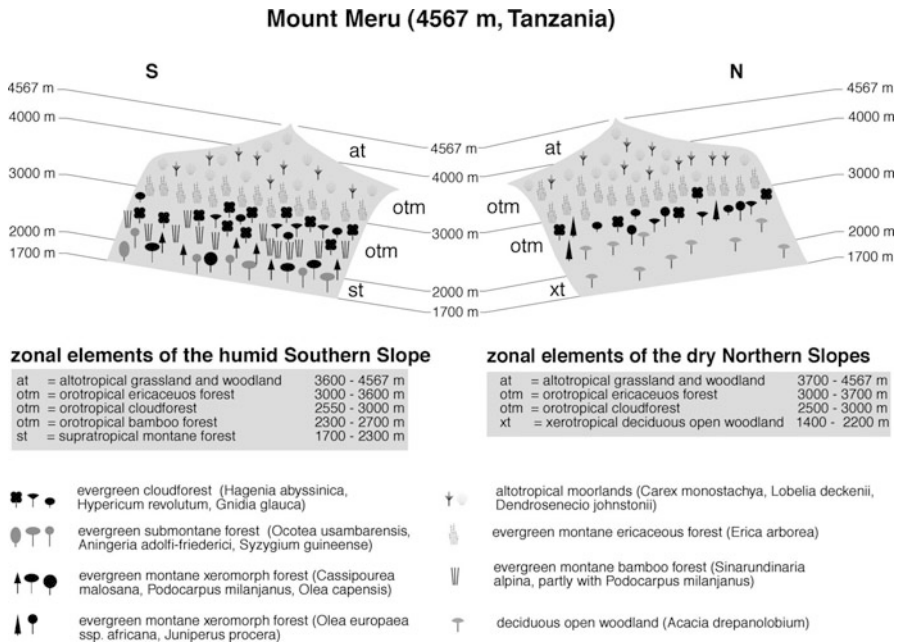 Mount Meru (4567 m, Tanzania)
S
N
4567 m
4000 m
3000 m
2000 m
1700 m
at
otm
otm
st
4567 m
4000 m
3000 m
2000 m
1700 m
at
otm
otm
xt
4567 m
4000 m
3000 m
2000 m
1700 m
zonal elements of the humid Southern Slope
at = altotropical grassland and woodland 3600 - 4567 m
otm = orotropical ericaceuos forest 3000 - 3600 m
otm = orotropical cloudforest 2550 - 3000 m
otm = orotropical bamboo forest 2300 - 2700 m
st = supratropical montane forest 1700 - 2300 m
zonal elements of the dry Northern Slopes
at = altotropical grassland and woodland 3700 - 4567 m
otm = orotropical ericaceuos forest 3000 - 3700 m
otm = orotropical cloudforest 2500 - 3000 m
xt = xerotropical deciduous open woodland 1400 - 2200 m
evergreen cloudforest (Hagenia abyssinica,
Hypericum revolutum, Gnidia glauca)
evergreen submontane forest (Ocotea usambarensis,
Aningeria adolfi-friederici, Syzygium guineense)
evergreen montane xeromorph forest (Cassipourea
malosana, Podocarpus milanjanus, Olea capensis)
evergreen montane xeromorph forest (Olea europaea
ssp. africana, Juniperus procera)
altotropical moorlands (Carex monostachya, Lobelia deckenii,
Dendrosenecio johnstonii)
evergreen montane ericaceous forest (Erica arborea)
evergreen montane bamboo forest (Sinarundinaria
alpina, partly with Podocarpus milanjanus)
deciduous open woodland (Acacia drepanolobium)